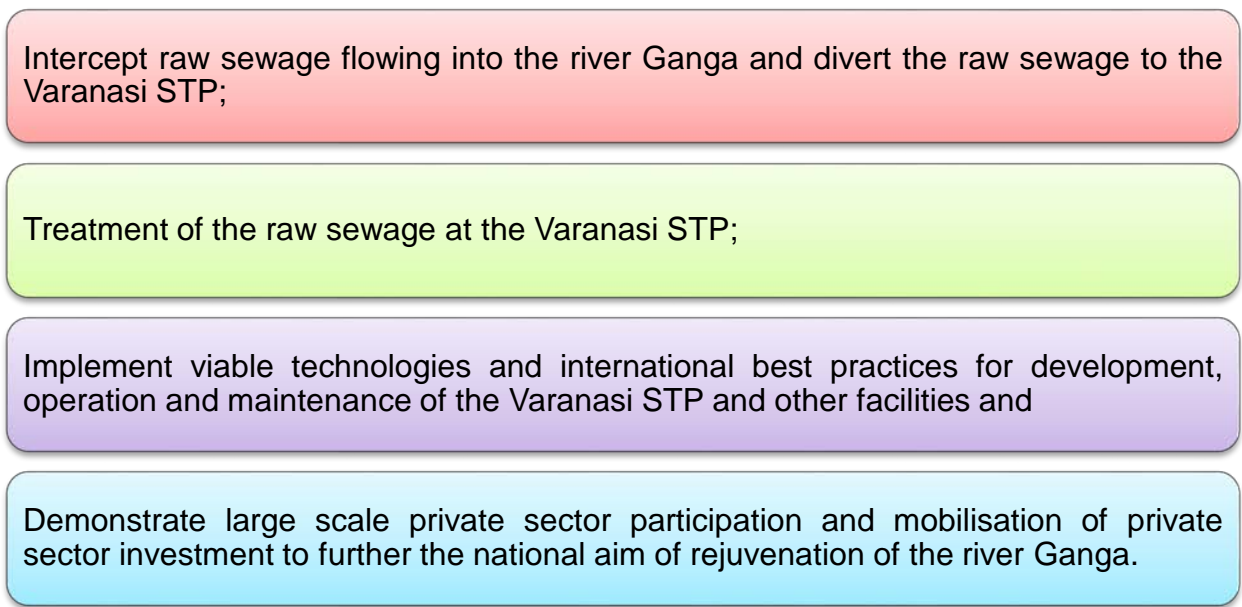 Intercept raw sewage flowing into the river Ganga and divert the raw sewage to the
Varanasi STP;
Treatment of the raw sewage at the Varanasi STP;
Implement viable technologies and international best practices for development,
operation and maintenance of the Varanasi STP and other facilities and
Demonstrate large scale private sector participation and mobilisation of private
sector investment to further the national aim of rejuvenation of the river Ganga.